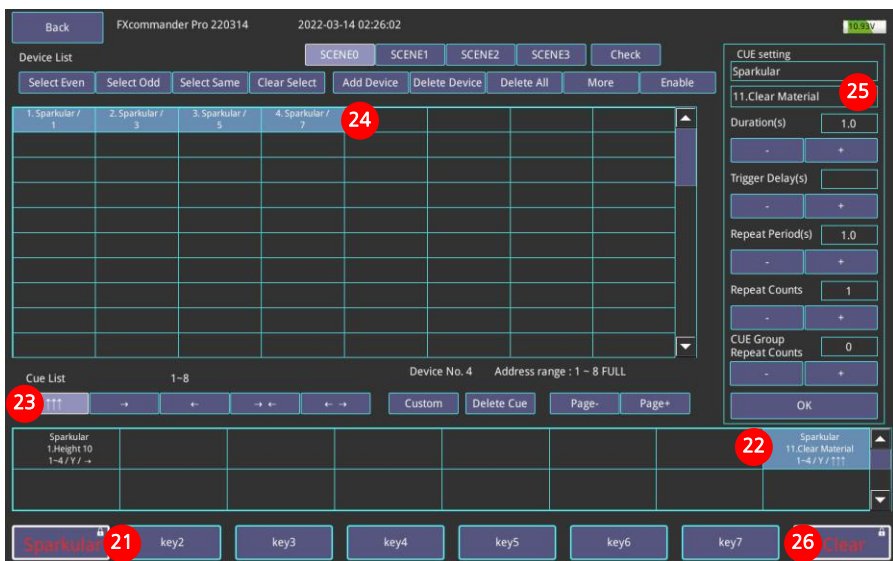 Back FXcommander Pro 220314 2022-03-14 02:26:02 10.93V
Device List SCENE0 SCENE1 SCENE2 SCENE3 Check
Select Even Select Odd Select Same Clear Select Add Device Delete Device Delete All More Enable
1. Sparkular / 1
2. Sparkular / 3
3. Sparkular / 5
4. Sparkular / 7
24
CUE setting
Sparkular
11.Clear Material
25
Duration(s) 1.0
- +
Trigger Delay(s)
- +
Repeat Period(s) 1.0
- +
Repeat Counts 1
- +
CUE Group
Repeat Counts 0
- +
OK
Cue List 1~8 Device No. 4 Address range : 1 ~ 8 FULL
23 ↑↑↑ → ← → ← ← → Custom Delete Cue Page- Page+
Sparkular
1.Height 10
1~4 / Y / →
22
Sparkular
11.Clear Material
1~4 / Y / ↑↑↑
Sparkular 21 key2 key3 key4 key5 key6 key7 26 Clear